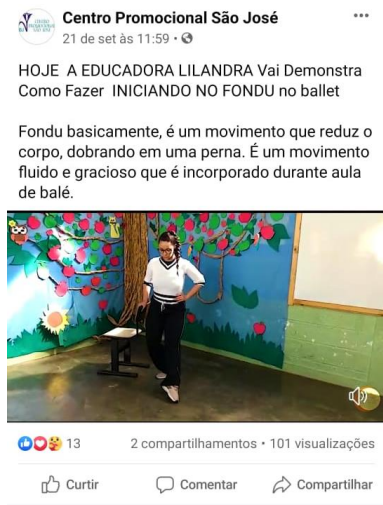 Centro Promocional São José
21 de set às 11:59 •
HOJE A EDUCADORA LILANDRA Vai Demonstra
Como Fazer INICIANDO NO FONDU no ballet
Fondu basicamente, é um movimento que reduz o
corpo, dobrando em uma perna. É um movimento
fluido e gracioso que é incorporado durante aula
de balé.
13
2 compartilhamentos • 101 visualizações
Curtir
Comentar
Compartilhar